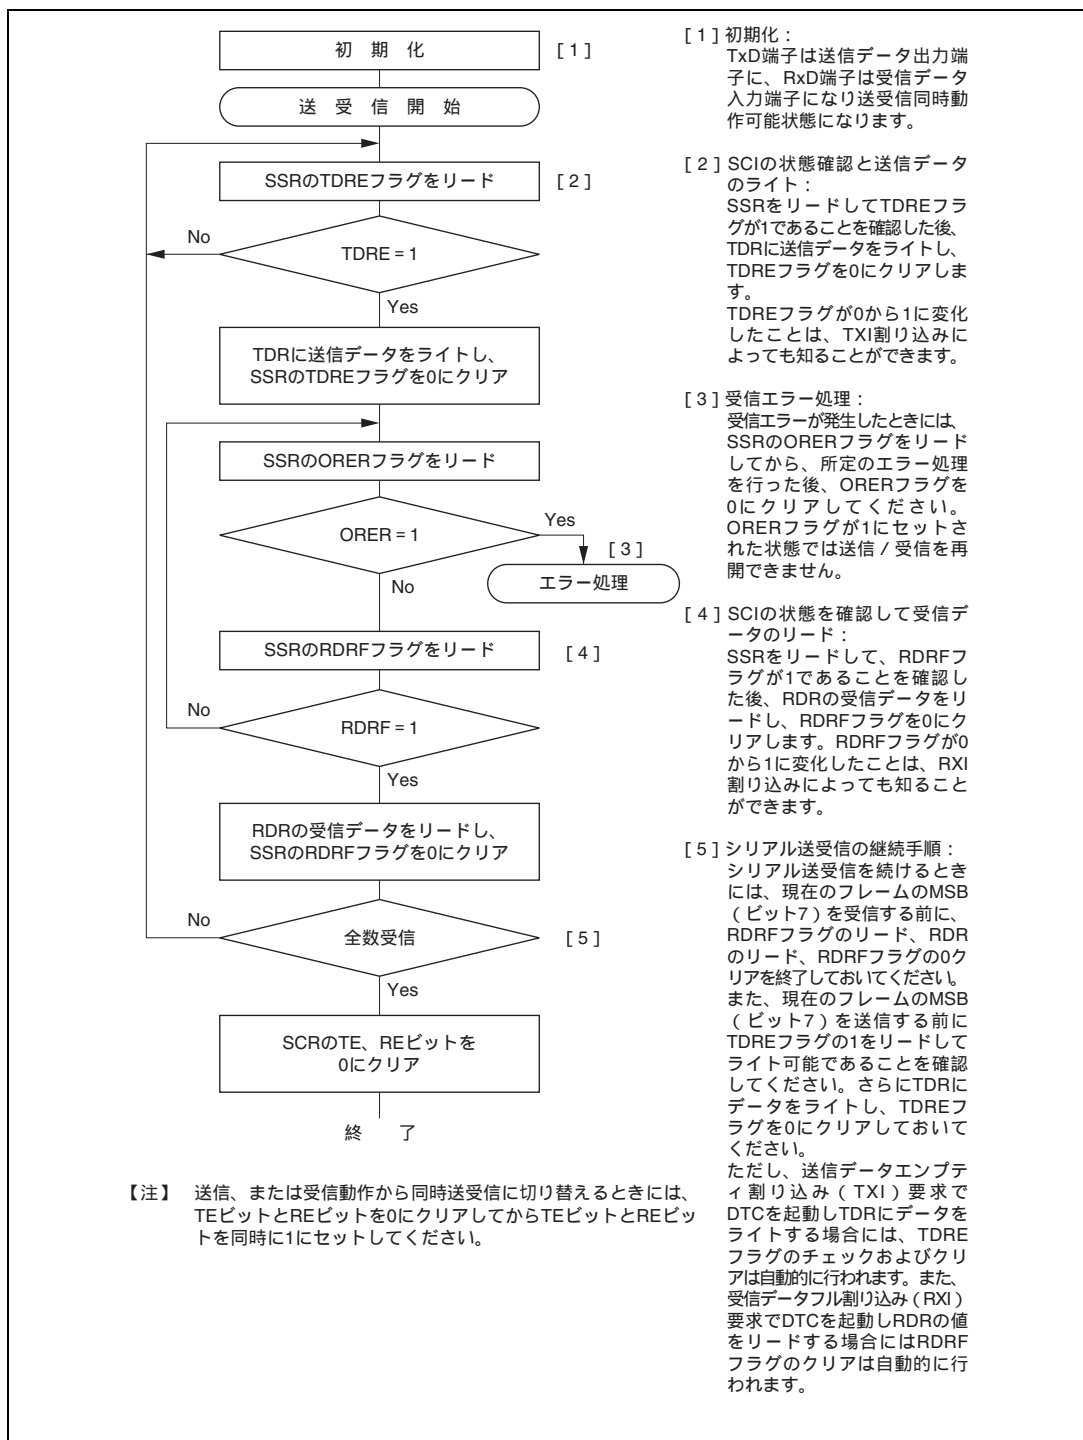 初 期 化
[ 1 ]
送 受 信 開 始
SSRのTDREフラグをリード
[ 2 ]
No
TDRE = 1
Yes
TDRに送信データをライトし、
SSRのTDREフラグを0にクリア
SSRのORERフラグをリード
ORER = 1
Yes
[ 3 ]
エラー処理
No
SSRのRDRFフラグをリード
[ 4 ]
No
RDRF = 1
Yes
RDRの受信データをリードし、
SSRのRDRFフラグを0にクリア
No
全数受信
[ 5 ]
Yes
SCRのTE、REビットを
0にクリア
終 了
【注】 送信、または受信動作から同時送受信に切り替えるときには、
TEビットとREビットを0にクリアしてからTEビットとREビッ
トを同時に1にセットしてください。
[ 1 ] 初期化：
TxD端子は送信データ出力端
子に、RxD端子は受信データ
入力端子になり送受信同時動
作可能状態になります。
[ 2 ] SCIの状態確認と送信データ
のライト：
SSRをリードしてTDREフラ
グが1であることを確認した後、
TDRに送信データをライトし、
TDREフラグを0にクリアしま
す。
TDREフラグが0から1に変化
したことは、TXI割り込みに
よっても知ることができます。
[ 3 ] 受信エラー処理：
受信エラーが発生したときには、
SSRのORERフラグをリード
してから、所定のエラー処理
を行った後、ORERフラグを
0にクリアしてください。
ORERフラグが1にセットさ
れた状態では送信／受信を再
開できません。
[ 4 ] SCIの状態を確認して受信デ
ータのリード：
SSRをリードして、RDRFフ
ラグが1であることを確認し
た後、RDRの受信データをリ
ードし、RDRFフラグを0にク
リアします。RDRFフラグが0
から1に変化したことは、RXI
割り込みによっても知ること
ができます。
[ 5 ] シリアル送受信の継続手順：
シリアル送受信を続けるとき
には、現在のフレームのMSB
（ビット7）を受信する前に、
RDRFフラグのリード、RDR
のリード、RDRFフラグの0ク
リアを終了しておいてください。
また、現在のフレームのMSB
（ビット7）を送信する前に
TDREフラグの1をリードして
ライト可能であることを確認
してください。さらにTDRに
データをライトし、TDREフ
ラグを0にクリアしておいて
ください。
ただし、送信データエンプテ
ィ割り込み（TXI）要求で
DTCを起動しTDRにデータを
ライトする場合には、TDRE
フラグのチェックおよびクリ
アは自動的に行われます。また、
受信データフル割り込み（RXI）
要求でDTCを起動しRDRの値
をリードする場合にはRDRF
フラグのクリアは自動的に行
われます。